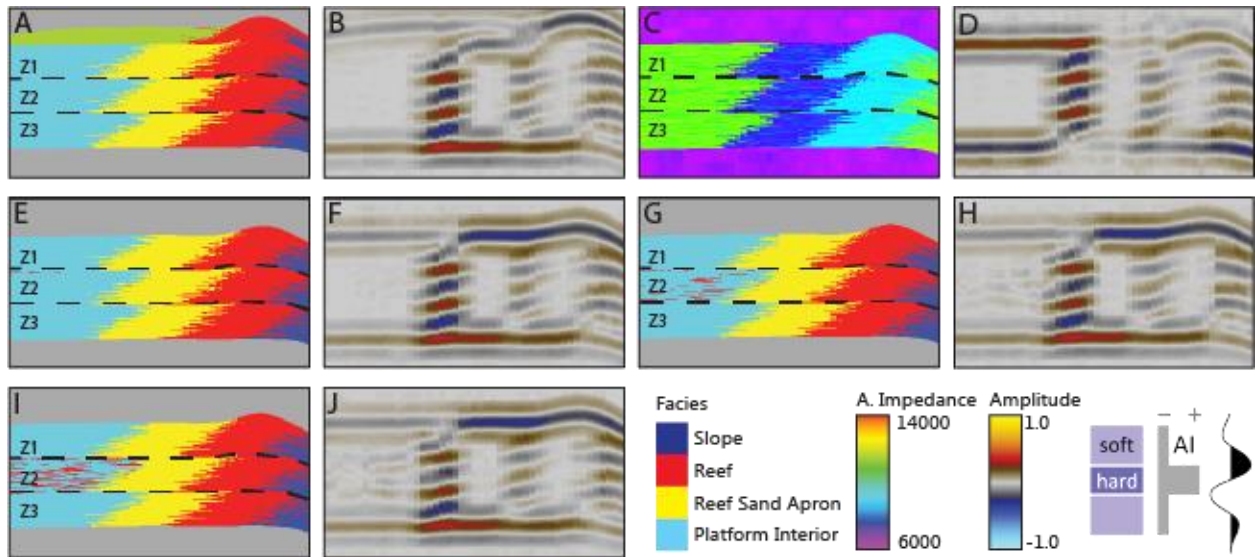 A
Z1
Z2
Z3
B
C
Z1
Z2
Z3
D
E
Z1
Z2
Z3
F
G
Z1
Z2
Z3
H
I
Z1
Z2
Z3
J
Facies
Slope
Reef
Reef Sand Apron
Platform Interior
A. Impedance
14000
6000
Amplitude
1.0
-1.0
− +
soft
AI
hard